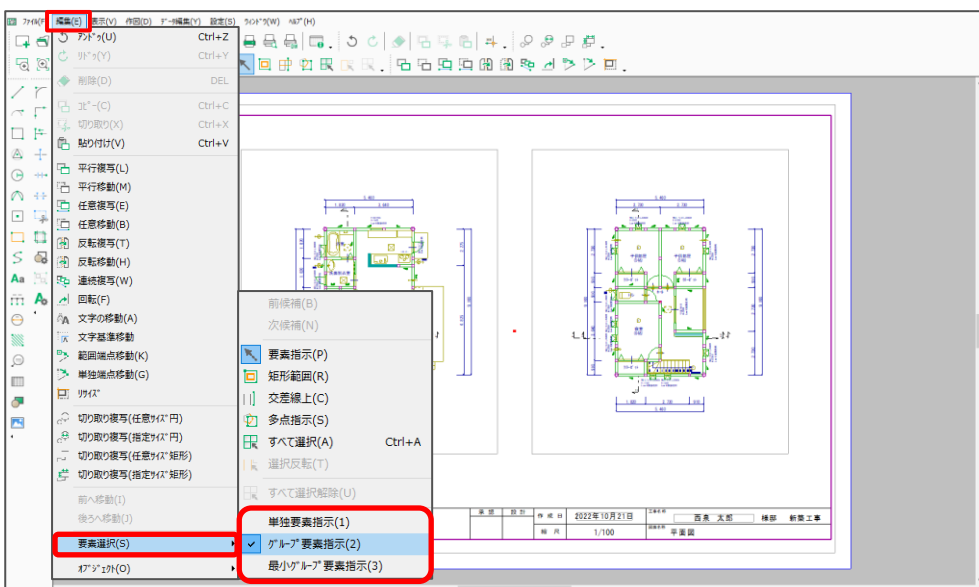 ファイル(F) 編集(E) 表示(V) 作図(D) データ編集(Y) 設定(S) ウィンドウ(W) ヘルプ(H)
アンドゥ(U) Ctrl+Z
リドゥ(Y) Ctrl+Y
削除(D) DEL
コピー(C) Ctrl+C
切り取り(X) Ctrl+X
貼り付け(V) Ctrl+V
平行複写(L)
平行移動(M)
任意複写(E)
任意移動(B)
反転複写(T)
反転移動(H)
連続複写(W)
回転(F)
文字の移動(A)
文字基準移動
範囲端点移動(K)
単独端点移動(G)
リサイズ
切り取り複写(任意サイズ円)
切り取り複写(指定サイズ円)
切り取り複写(任意サイズ矩形)
切り取り複写(指定サイズ矩形)
前へ移動(I)
後ろへ移動(J)
要素選択(S)
オブジェクト(O)
前候補(B)
次候補(N)
要素指示(P)
矩形範囲(R)
交差線上(C)
多点指示(S)
すべて選択(A) Ctrl+A
選択反転(T)
すべて選択解除(U)
単独要素指示(1)
グループ要素指示(2)
最小グループ要素指示(3)
承認 設計 作成日 2022年10月21日 工事名称 西泉 太郎 様邸 新築工事
縮尺 1/100 平面図